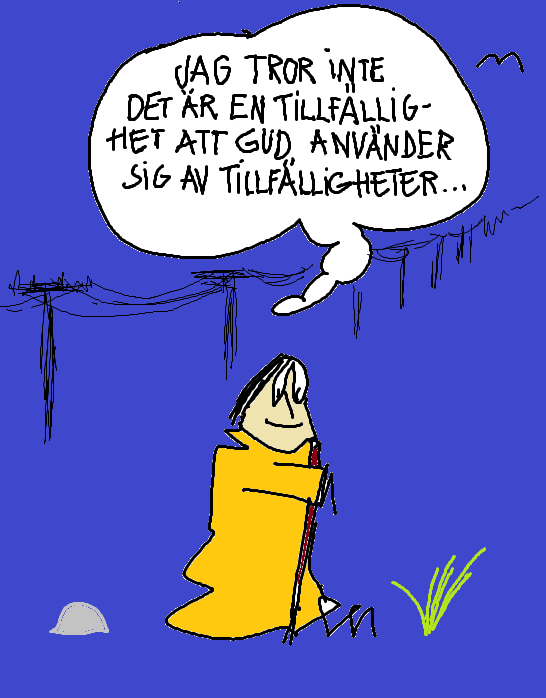 JAG TROR INTE
DET ÄR EN TILLFÄLLIG-
HET ATT GUD ANVÄNDER
SIG AV TILLFÄLLIGHETER...